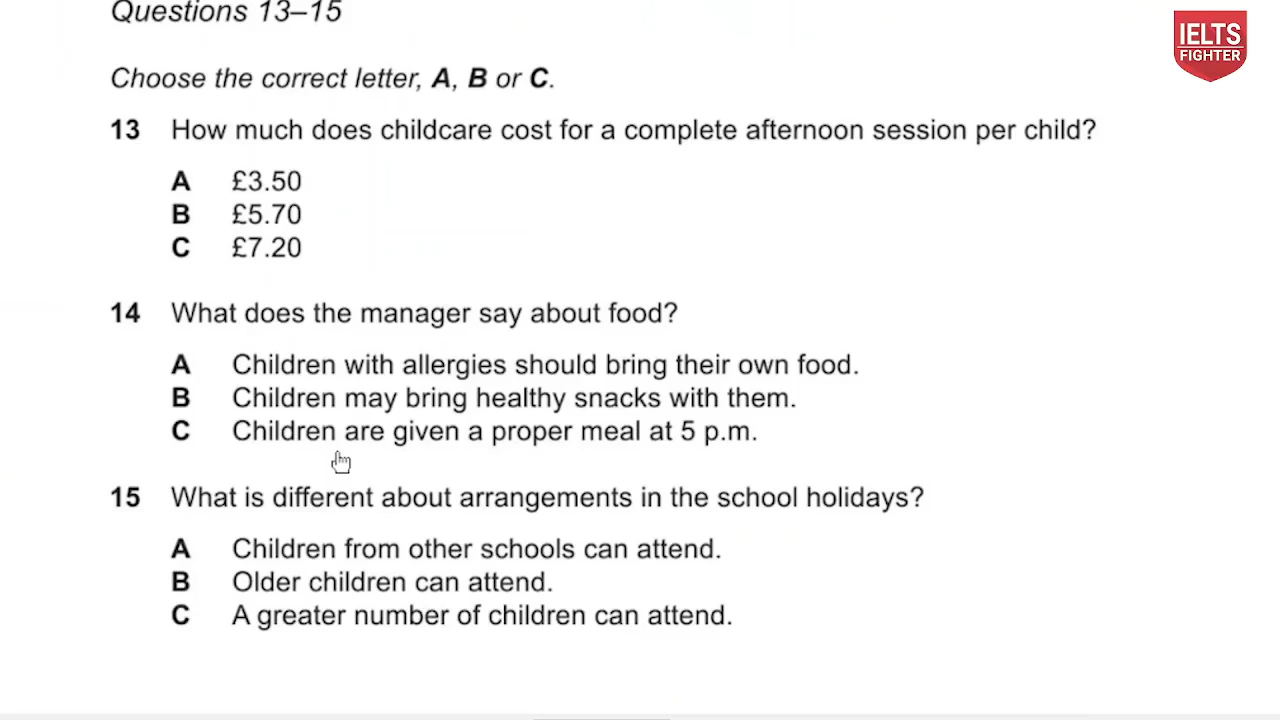 Questions 13–15
IELTS
FIGHTER
Choose the correct letter, A, B or C.
13 How much does childcare cost for a complete afternoon session per child?
A £3.50
B £5.70
C £7.20
14 What does the manager say about food?
A Children with allergies should bring their own food.
B Children may bring healthy snacks with them.
C Children are given a proper meal at 5 p.m.
15 What is different about arrangements in the school holidays?
A Children from other schools can attend.
B Older children can attend.
C A greater number of children can attend.